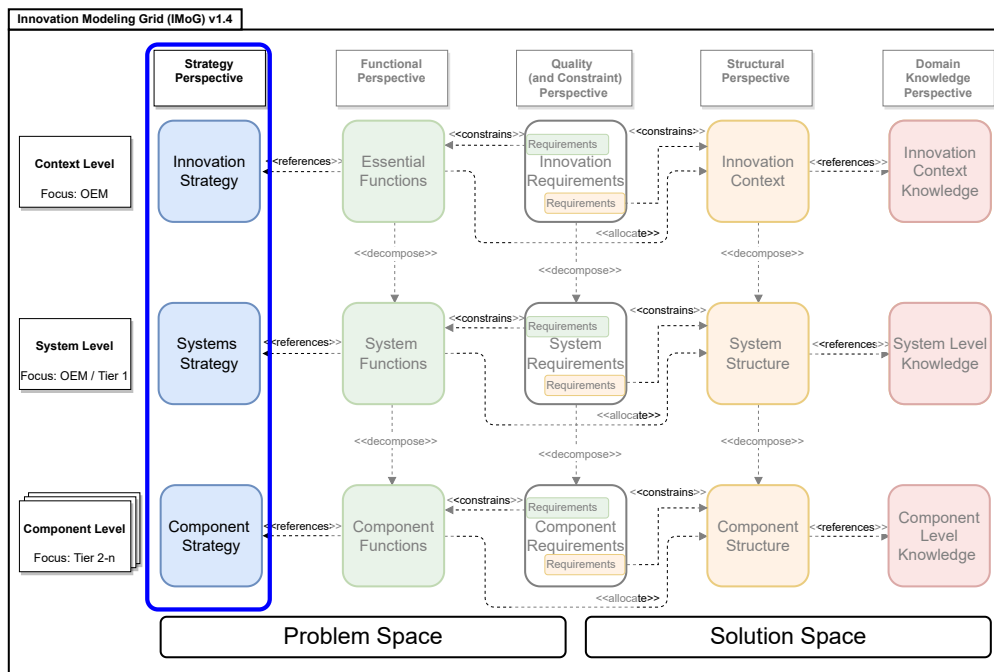 Innovation Modeling Grid (IMoG) v1.4
Strategy
Perspective
Functional
Perspective
Quality
(and Constraint)
Perspective
Structural
Perspective
Domain
Knowledge
Perspective
Context Level
Focus: OEM
Innovation
Strategy
<<references>>
Essential
Functions
<<constrains>>
Requirements
Innovation
Requirements
Requirements
<<constrains>>
<<allocate>>
Innovation
Context
<<references>>
Innovation
Context
Knowledge
<<decompose>>
<<decompose>>
<<decompose>>
System Level
Focus: OEM / Tier 1
Systems
Strategy
<<references>>
System
Functions
<<constrains>>
Requirements
System
Requirements
Requirements
<<constrains>>
<<allocate>>
System
Structure
<<references>>
System Level
Knowledge
<<decompose>>
<<decompose>>
<<decompose>>
Component Level
Focus: Tier 2-n
Component
Strategy
<<references>>
Component
Functions
<<constrains>>
Requirements
Component
Requirements
Requirements
<<constrains>>
<<allocate>>
Component
Structure
<<references>>
Component
Level
Knowledge
Problem Space
Solution Space